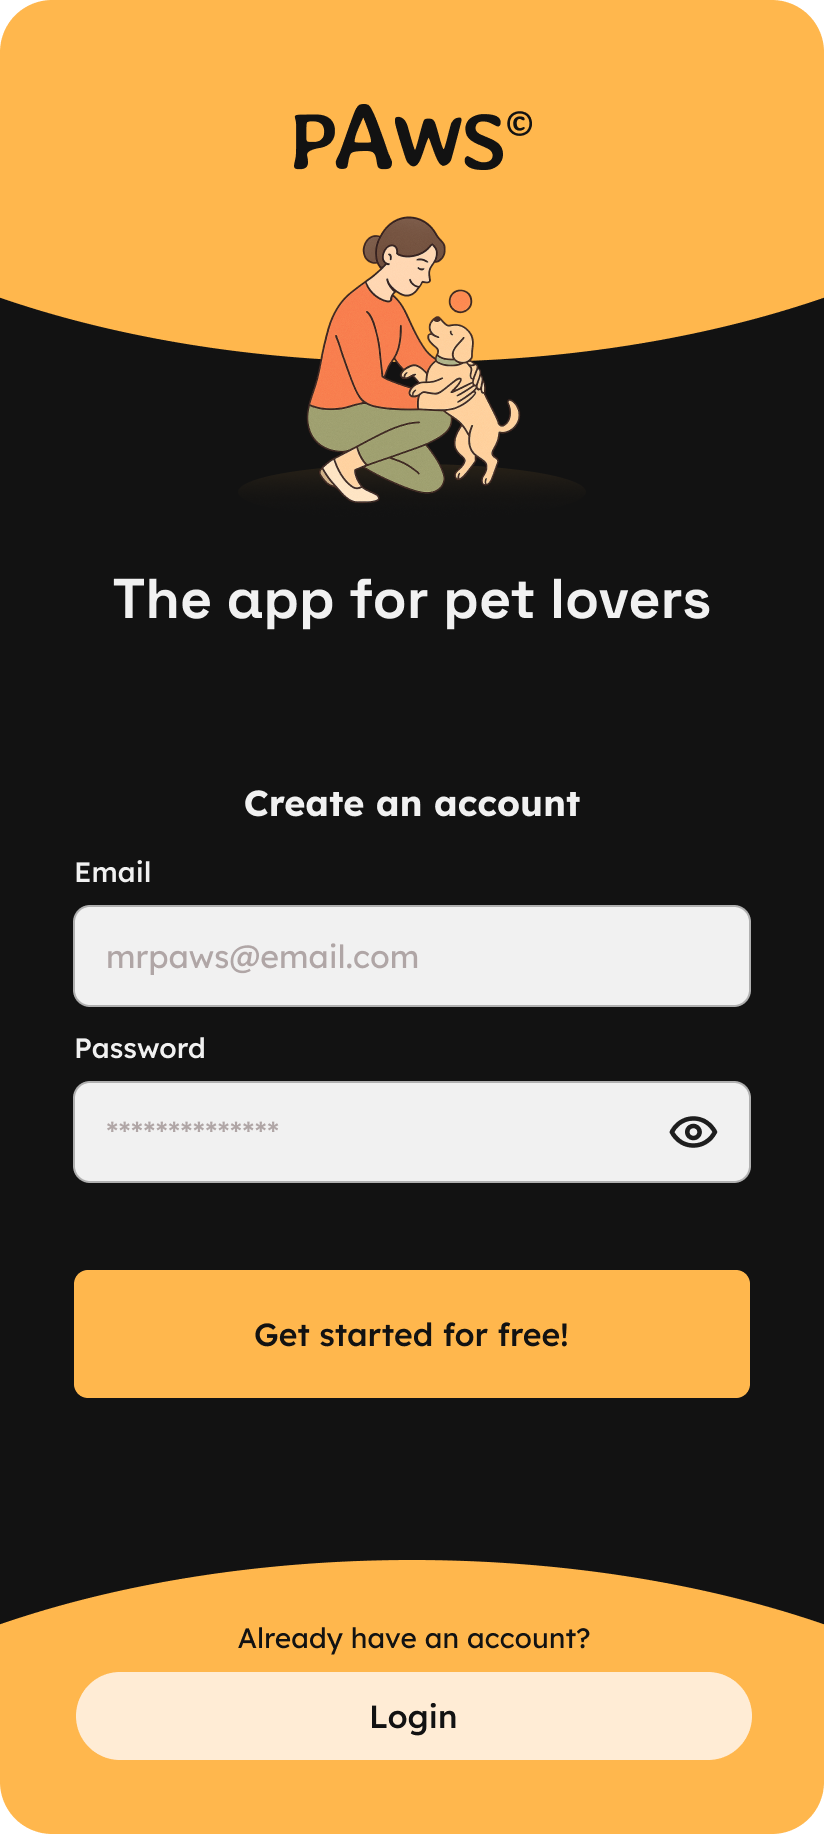 PAWS©
The app for pet lovers
Create an account
Email
mrpaws@email.com
Password
**************
Get started for free!
Already have an account?
Login